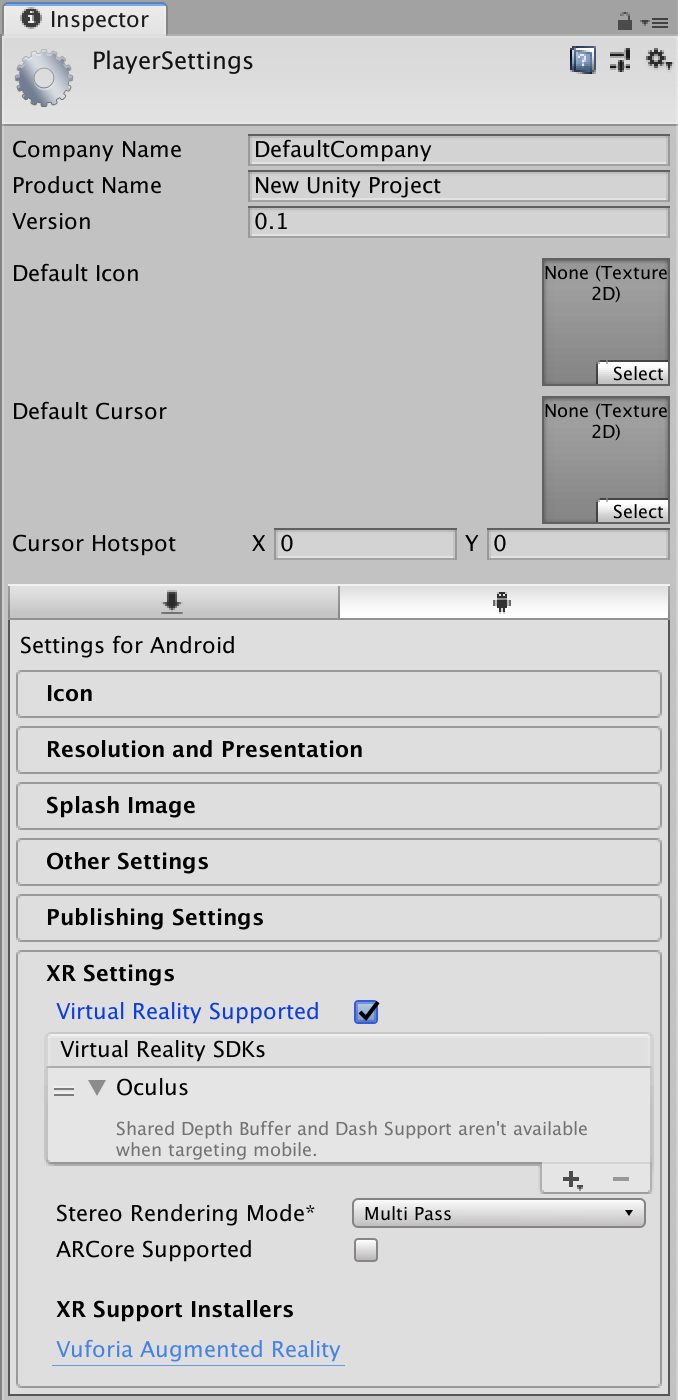 Inspector
PlayerSettings
Company Name DefaultCompany
Product Name New Unity Project
Version 0.1
Default Icon
None (Texture
2D)
Select
Default Cursor
None (Texture
2D)
Select
Cursor Hotspot X 0 Y 0
Settings for Android
Icon
Resolution and Presentation
Splash Image
Other Settings
Publishing Settings
XR Settings
Virtual Reality Supported
Virtual Reality SDKs
Oculus
Shared Depth Buffer and Dash Support aren't available
when targeting mobile.
Stereo Rendering Mode* Multi Pass
ARCore Supported
XR Support Installers
Vuforia Augmented Reality